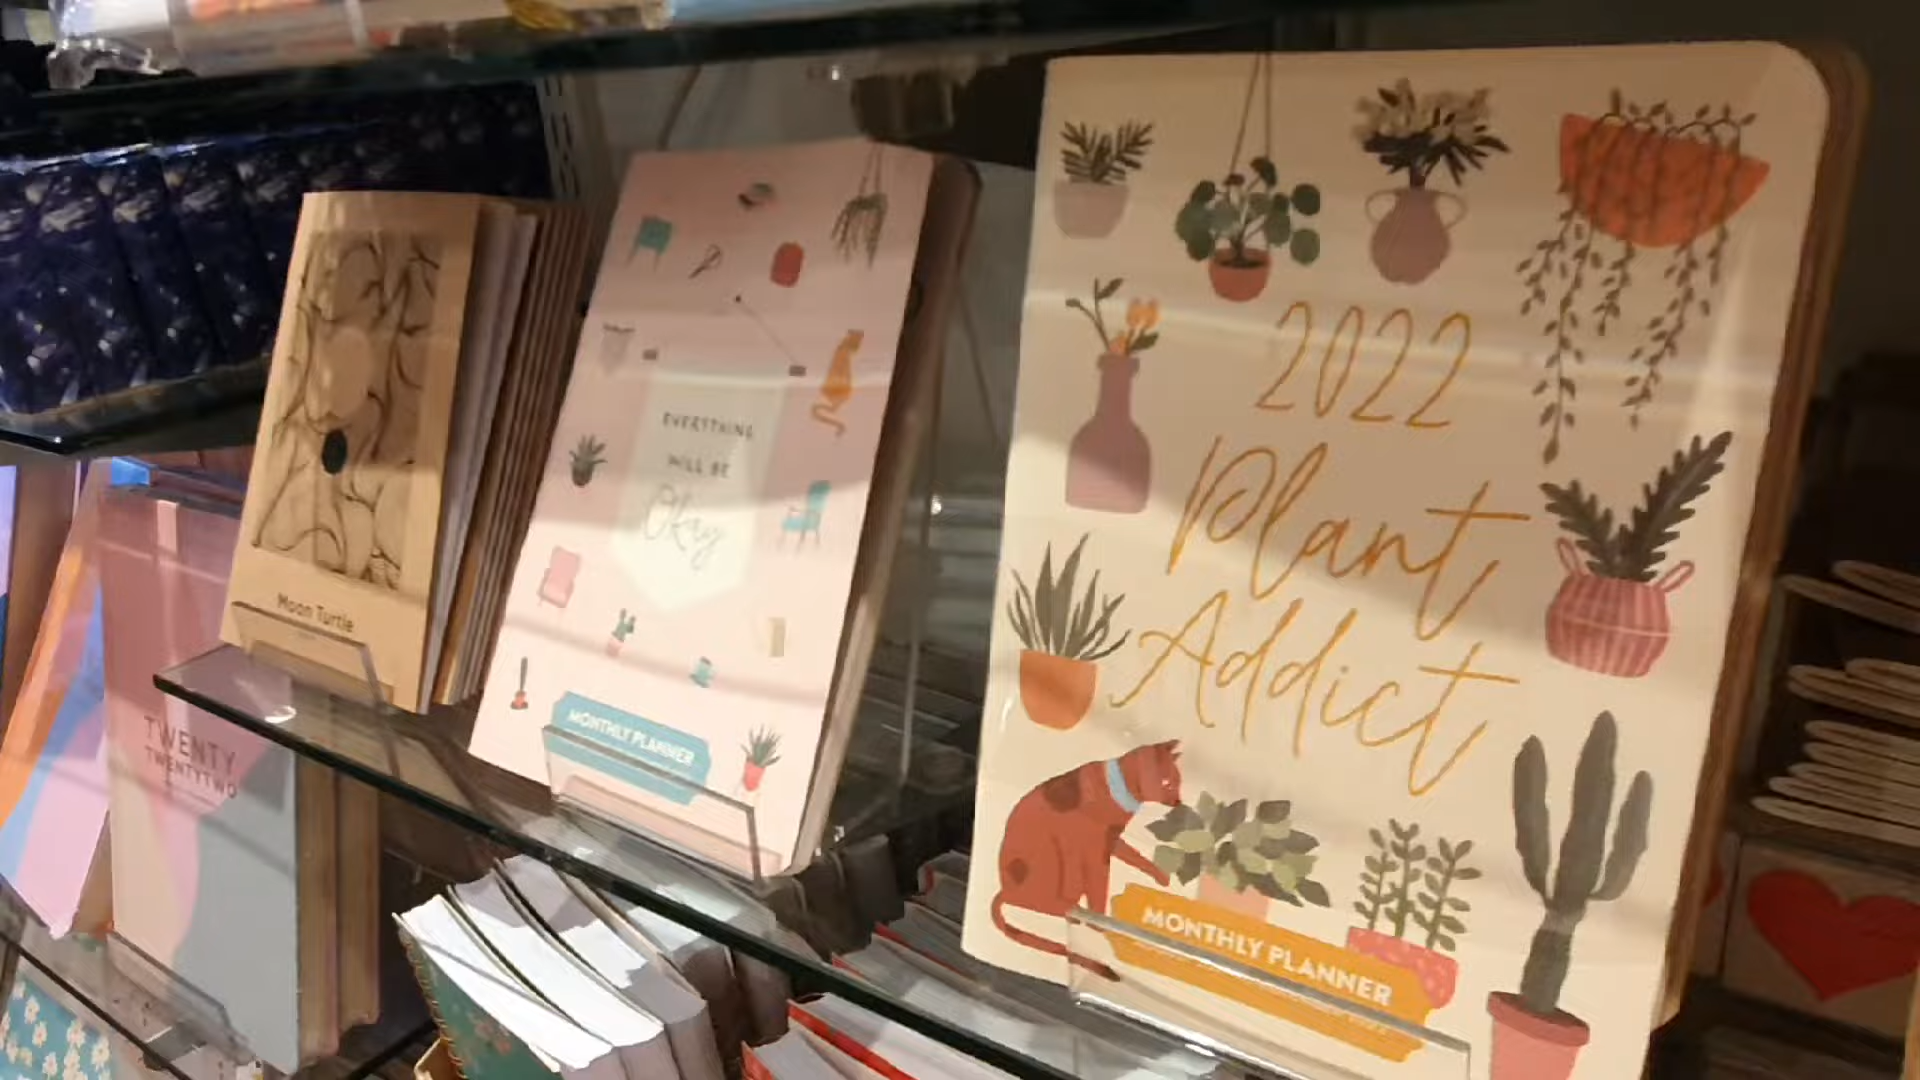 Moon Turtle
TWENTY
TWENTYTWO
EVERYTHING
WILL BE
Okay
MONTHLY PLANNER
2022
Plant
Addict
MONTHLY PLANNER